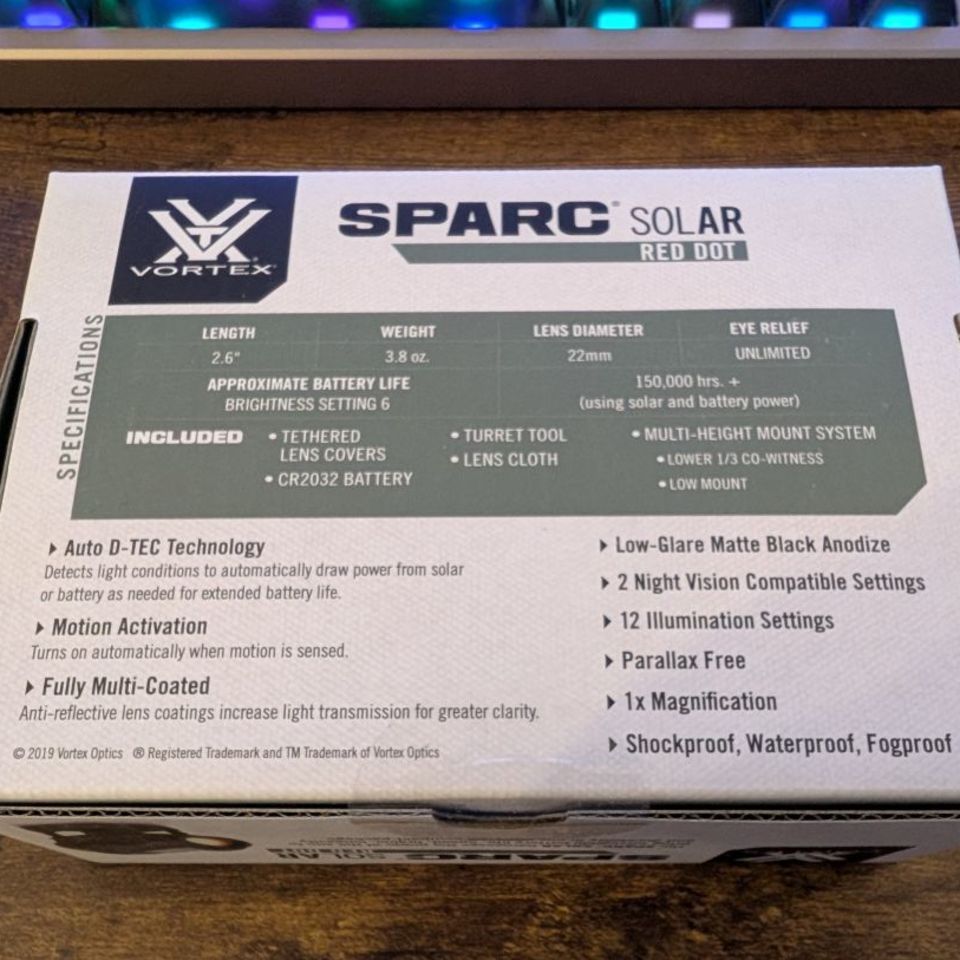 VORTEX®
SPARC® SOLAR
RED DOT
SPECIFICATIONS
LENGTH WEIGHT LENS DIAMETER EYE RELIEF
2.6" 3.8 oz. 22mm UNLIMITED
APPROXIMATE BATTERY LIFE
BRIGHTNESS SETTING 6
150,000 hrs. +
(using solar and battery power)
INCLUDED
• TETHERED
LENS COVERS
• CR2032 BATTERY
• TURRET TOOL
• LENS CLOTH
• MULTI-HEIGHT MOUNT SYSTEM
• LOWER 1/3 CO-WITNESS
• LOW MOUNT
Auto D-TEC Technology
Detects light conditions to automatically draw power from solar
or battery as needed for extended battery life.
Motion Activation
Turns on automatically when motion is sensed.
Fully Multi-Coated
Anti-reflective lens coatings increase light transmission for greater clarity.
© 2019 Vortex Optics ® Registered Trademark and TM Trademark of Vortex Optics
Low-Glare Matte Black Anodize
2 Night Vision Compatible Settings
12 Illumination Settings
Parallax Free
1x Magnification
Shockproof, Waterproof, Fogproof
SPARC SOLAR